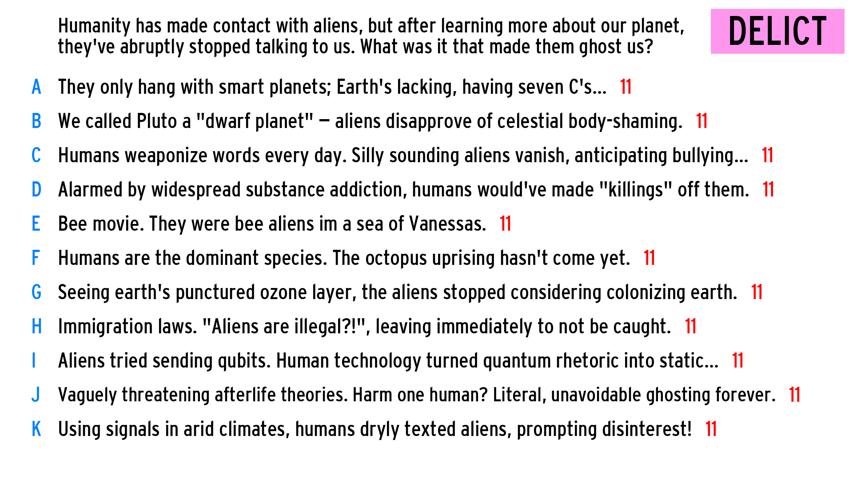 Humanity has made contact with aliens, but after learning more about our planet,
they've abruptly stopped talking to us. What was it that made them ghost us?
DELICT
A They only hang with smart planets; Earth's lacking, having seven C's... 11
B We called Pluto a "dwarf planet" – aliens disapprove of celestial body-shaming. 11
C Humans weaponize words every day. Silly sounding aliens vanish, anticipating bullying... 11
D Alarmed by widespread substance addiction, humans would've made "killings" off them. 11
E Bee movie. They were bee aliens im a sea of Vanessas. 11
F Humans are the dominant species. The octopus uprising hasn't come yet. 11
G Seeing earth's punctured ozone layer, the aliens stopped considering colonizing earth. 11
H Immigration laws. "Aliens are illegal?!", leaving immediately to not be caught. 11
I Aliens tried sending qubits. Human technology turned quantum rhetoric into static... 11
J Vaguely threatening afterlife theories. Harm one human? Literal, unavoidable ghosting forever. 11
K Using signals in arid climates, humans dryly texted aliens, prompting disinterest! 11